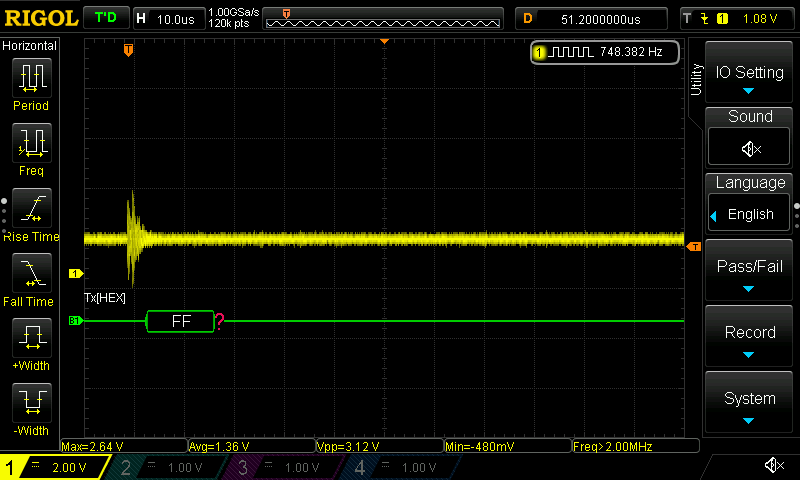 RIGOL T'D H 10.0us 1.00GSa/s 120k pts T D 51.2000000us T 1 1.08 V
Horizontal
Period
Freq
Rise Time
Fall Time
+Width
-Width
T
1 748.382 Hz
T
1
Tx[HEX]
B1 FF ?
Max=2.64 V Avg=1.36 V Vpp=3.12 V Min=-480mV Freq>2.00MHz
1 = 2.00 V 2 = 1.00 V 3 = 1.00 V 4 = 1.00 V
Utility
IO Setting
Sound
Language
English
Pass/Fail
Record
System